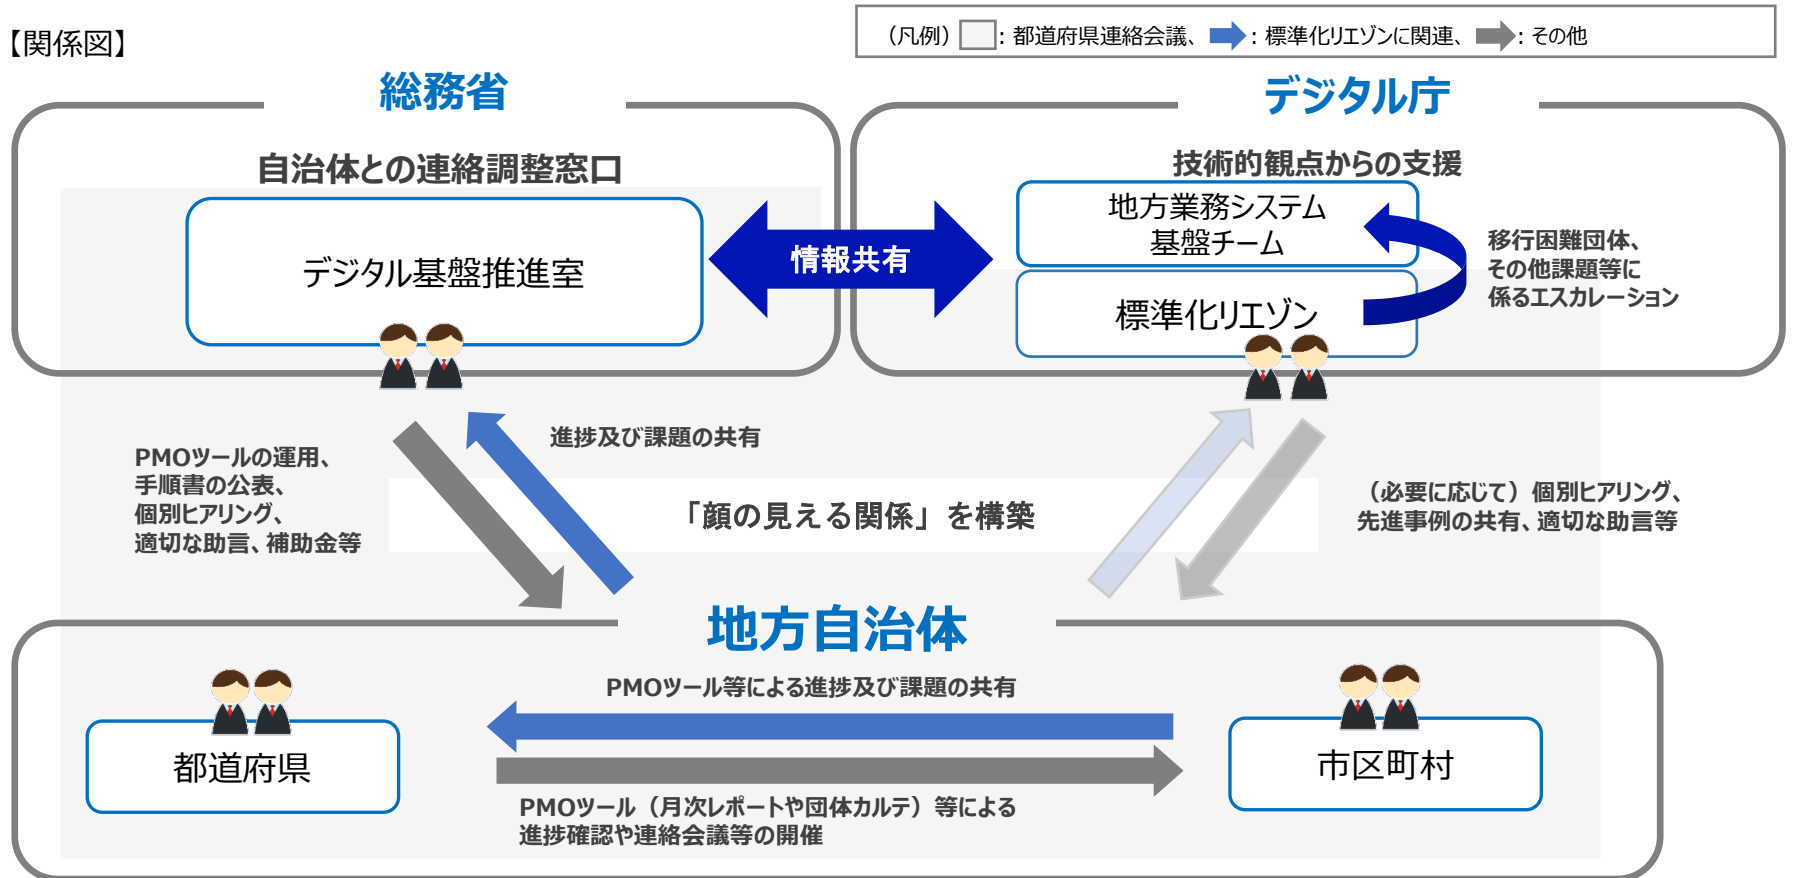 【関係図】
（凡例） : 都道府県連絡会議、 : 標準化リエゾンに関連、 : その他
総務省
デジタル庁
自治体との連絡調整窓口
技術的観点からの支援
デジタル基盤推進室
情報共有
地方業務システム
基盤チーム
標準化リエゾン
移行困難団体、
その他課題等に
係るエスカレーション
PMOツールの運用、
手順書の公表、
個別ヒアリング、
適切な助言、補助金等
進捗及び課題の共有
「顔の見える関係」を構築
（必要に応じて）個別ヒアリング、
先進事例の共有、適切な助言等
地方自治体
PMOツール等による進捗及び課題の共有
都道府県
市区町村
PMOツール（月次レポートや団体カルテ）等による
進捗確認や連絡会議等の開催